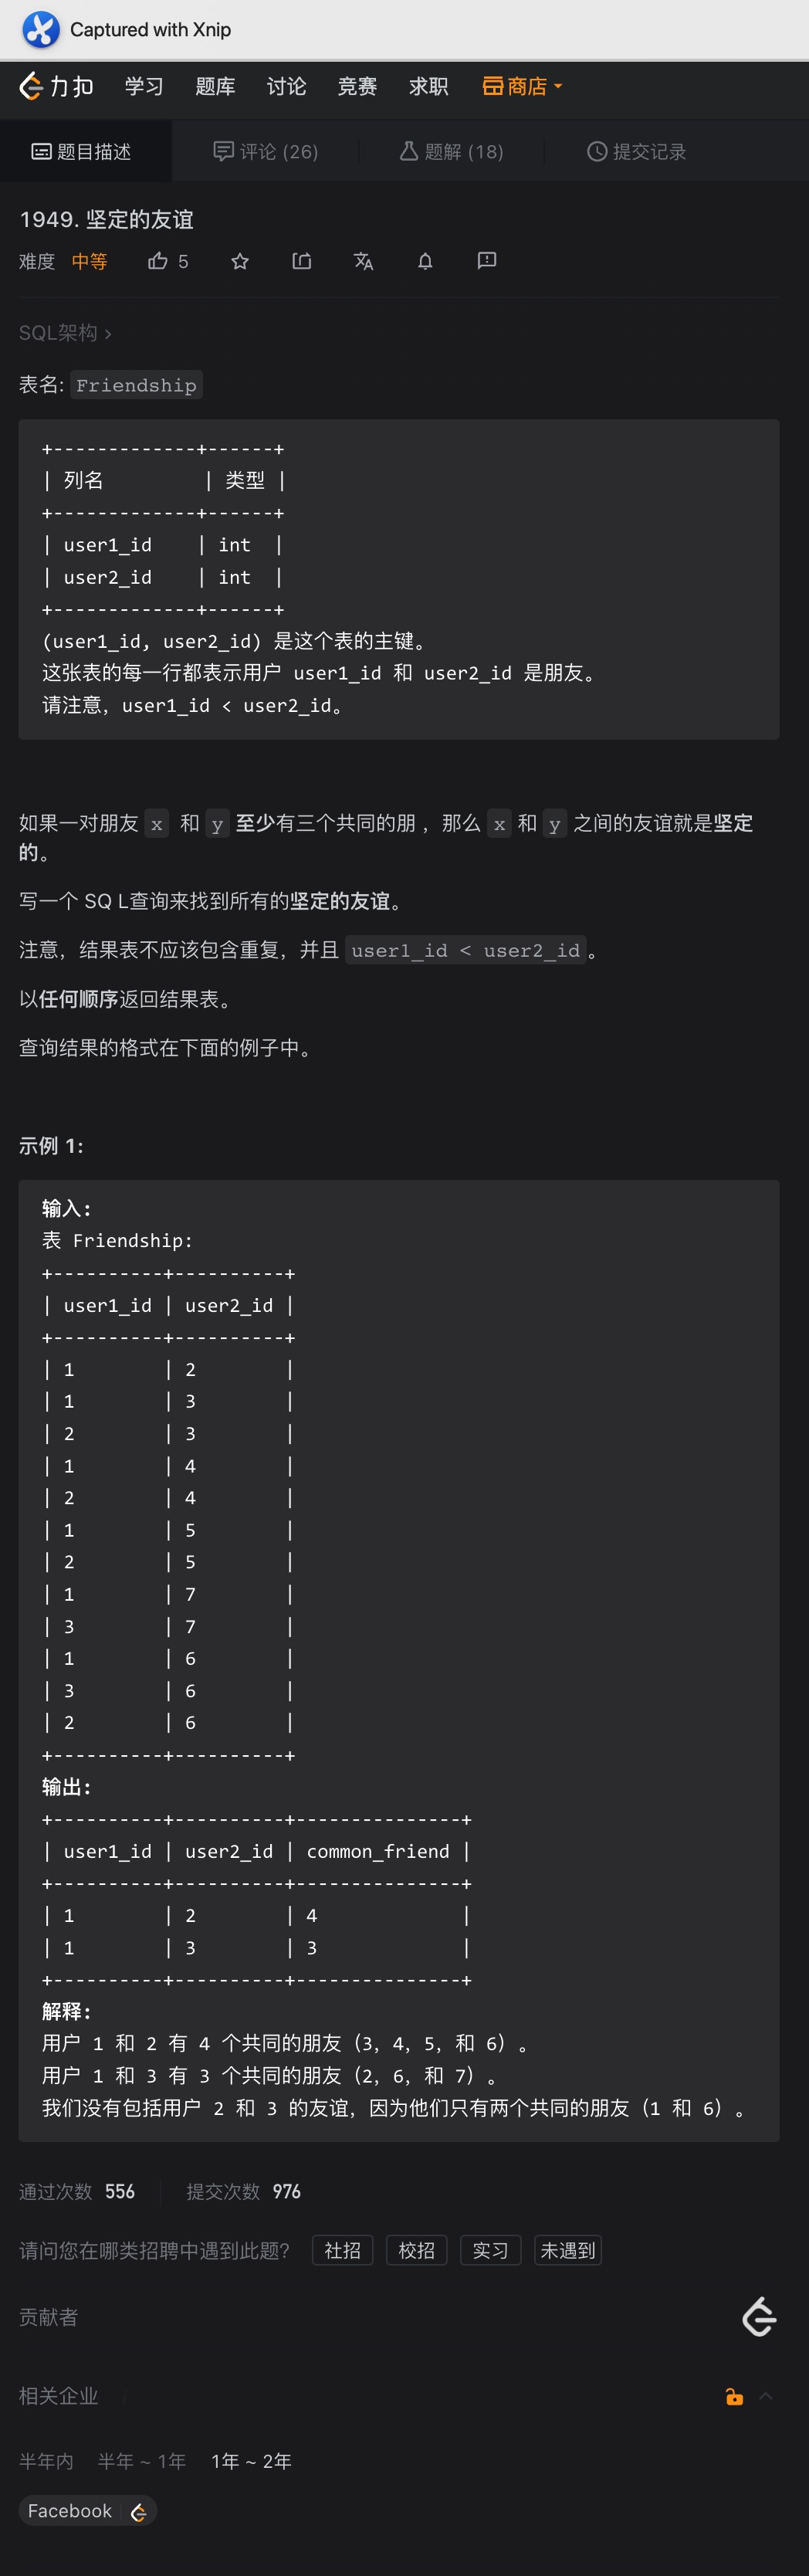 Captured with Xnip
力扣 学习 题库 讨论 竞赛 求职 商店
题目描述 评论 (26) 题解 (18) 提交记录
1949. 坚定的友谊
难度 中等 5
SQL架构 >
表名: Friendship
+-------------+------+
| 列名         | 类型 |
+-------------+------+
| user1_id    | int  |
| user2_id    | int  |
+-------------+------+
(user1_id, user2_id) 是这个表的主键。
这张表的每一行都表示用户 user1_id 和 user2_id 是朋友。
请注意，user1_id < user2_id。
如果一对朋友 x 和 y 至少有三个共同的朋 ，那么 x 和 y 之间的友谊就是坚定
的。
写一个 SQ L查询来找到所有的坚定的友谊。
注意，结果表不应该包含重复，并且 user1_id < user2_id。
以任何顺序返回结果表。
查询结果的格式在下面的例子中。
示例 1:
输入:
表 Friendship:
+----------+----------+
| user1_id | user2_id |
+----------+----------+
| 1        | 2        |
| 1        | 3        |
| 2        | 3        |
| 1        | 4        |
| 2        | 4        |
| 1        | 5        |
| 2        | 5        |
| 1        | 7        |
| 3        | 7        |
| 1        | 6        |
| 3        | 6        |
| 2        | 6        |
+----------+----------+
输出:
+----------+----------+---------------+
| user1_id | user2_id | common_friend |
+----------+----------+---------------+
| 1        | 2        | 4             |
| 1        | 3        | 3             |
+----------+----------+---------------+
解释:
用户 1 和 2 有 4 个共同的朋友（3，4，5，和 6）。
用户 1 和 3 有 3 个共同的朋友（2，6，和 7）。
我们没有包括用户 2 和 3 的友谊，因为他们只有两个共同的朋友（1 和 6）。
通过次数 556 提交次数 976
请问您在哪类招聘中遇到此题? 社招 校招 实习 未遇到
贡献者
相关企业
半年内 半年 ~ 1年 1年 ~ 2年
Facebook